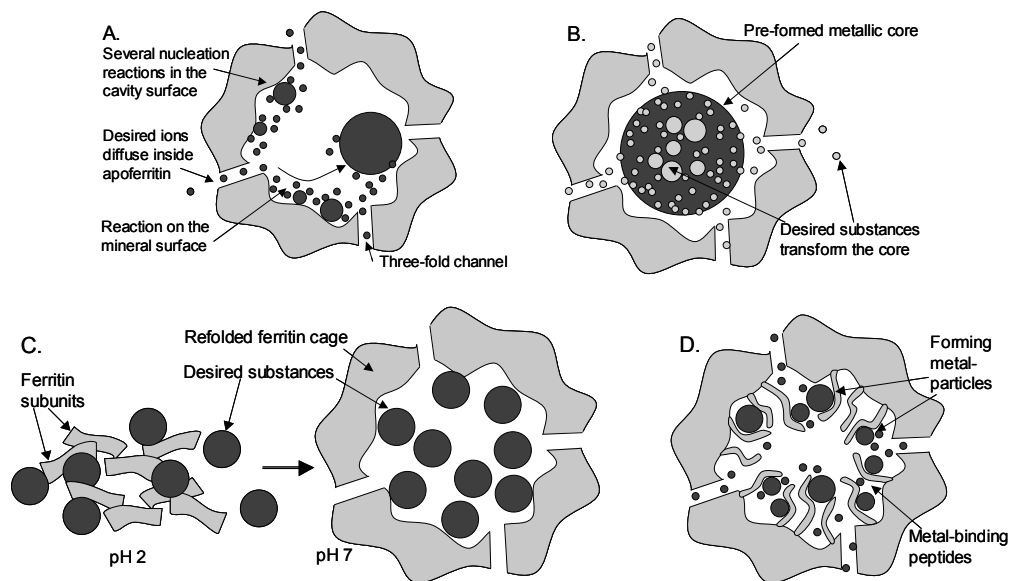 A.
Several nucleation
reactions in the
cavity surface
Desired ions
diffuse inside
apoferritin
Reaction on the
mineral surface
Three-fold channel
B.
Pre-formed metallic core
Desired substances
transform the core
C.
Ferritin
subunits
Refolded ferritin cage
Desired substances
pH 2
pH 7
D.
Forming
metal-
particles
Metal-binding
peptides